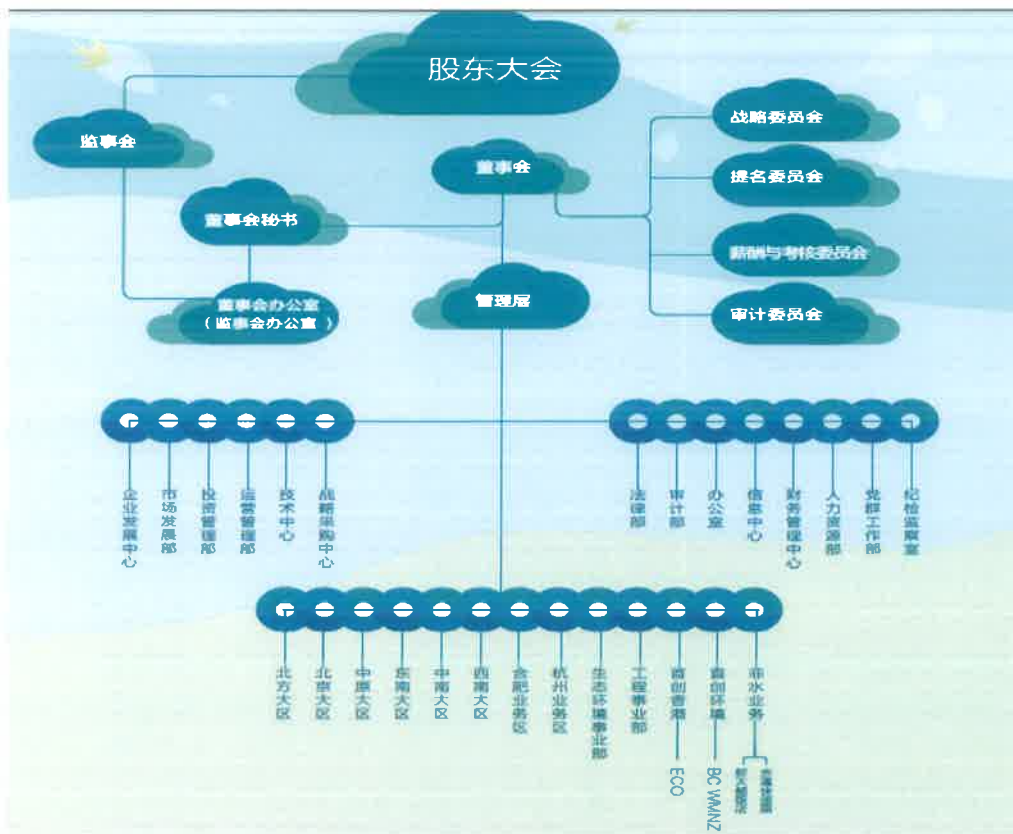 股东大会
监事会
董事会
战略委员会
提名委员会
薪酬与考核委员会
审计委员会
董事会秘书
董事会办公室
（监事会办公室）
管理层
企业发展中心
市场发展部
投资管理部
运营管理部
技术中心
战略采购中心
法律部
审计部
办公室
信息中心
财务管理中心
人力资源部
党群工作部
纪检监察室
北方大区
北京大区
中原大区
东南大区
中南大区
西南大区
合肥业务区
杭州业务区
生态环境事业部
工程事业部
首创香港
首创环境
非水业务
ECO
BC WMNZ